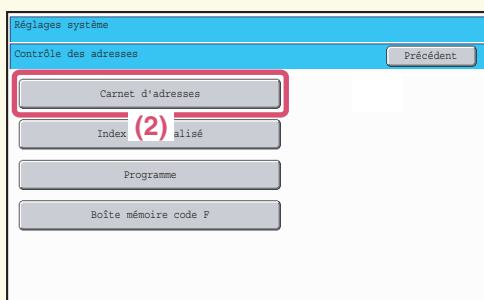 Réglages système
Contrôle des adresses
Précédent
Carnet d'adresses
Index alisé
(2)
Programme
Boîte mémoire code F